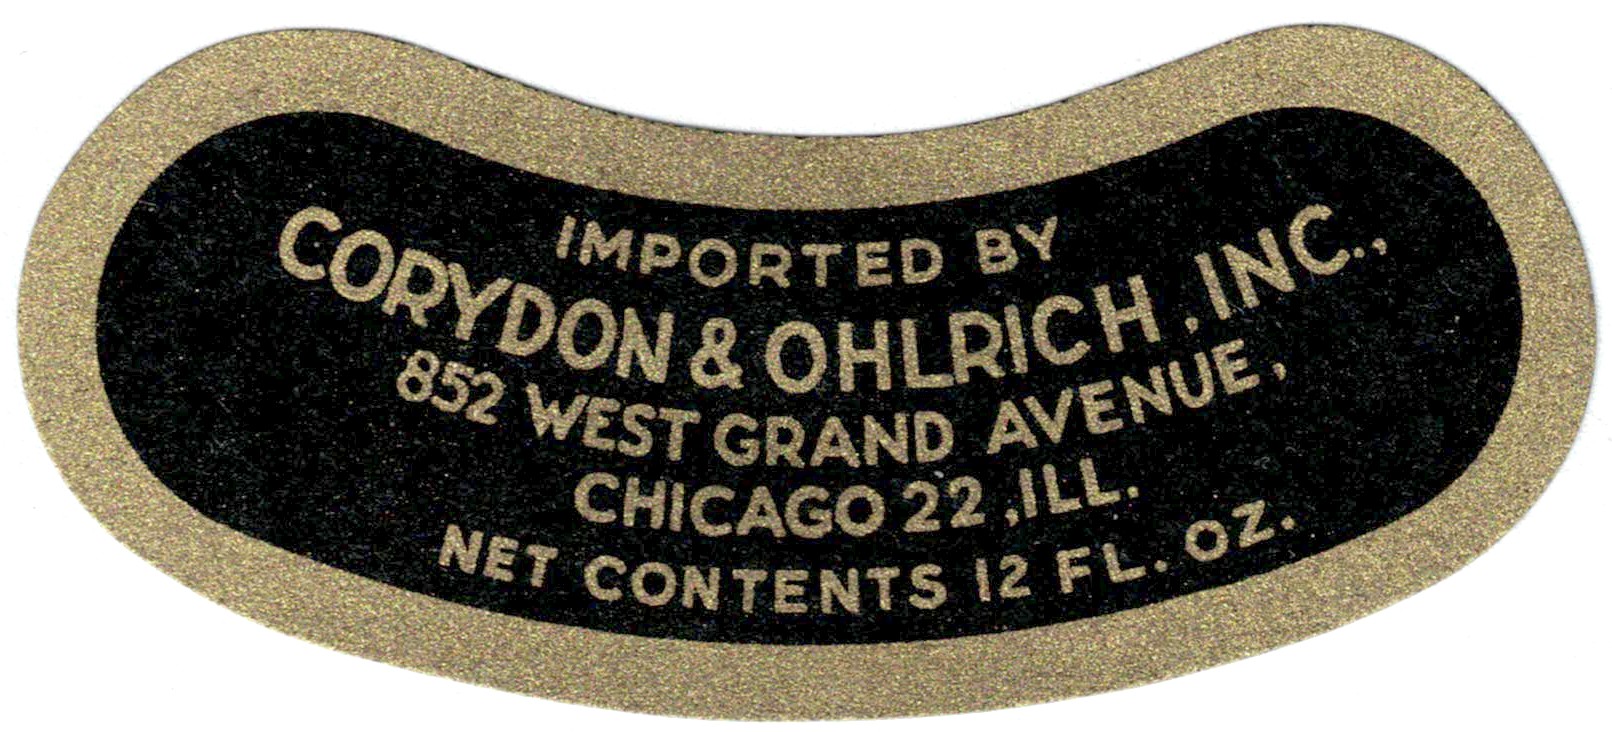 IMPORTED BY
CORYDON & OHLRICH, INC.,
852 WEST GRAND AVENUE,
CHICAGO 22, ILL.
NET CONTENTS 12 FL. OZ.